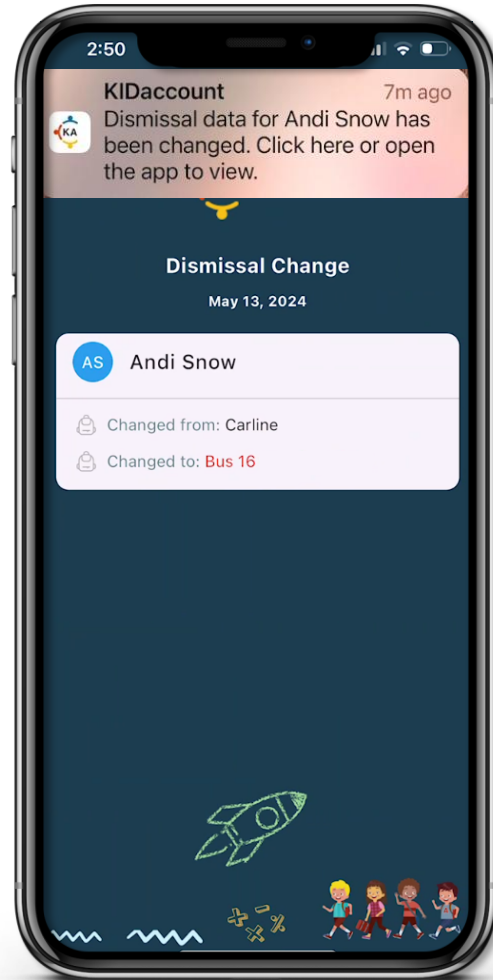 2:50
KIDaccount 7m ago
KA
Dismissal data for Andi Snow has
been changed. Click here or open
the app to view.
Dismissal Change
May 13, 2024
AS Andi Snow
Changed from: Carline
Changed to: Bus 16